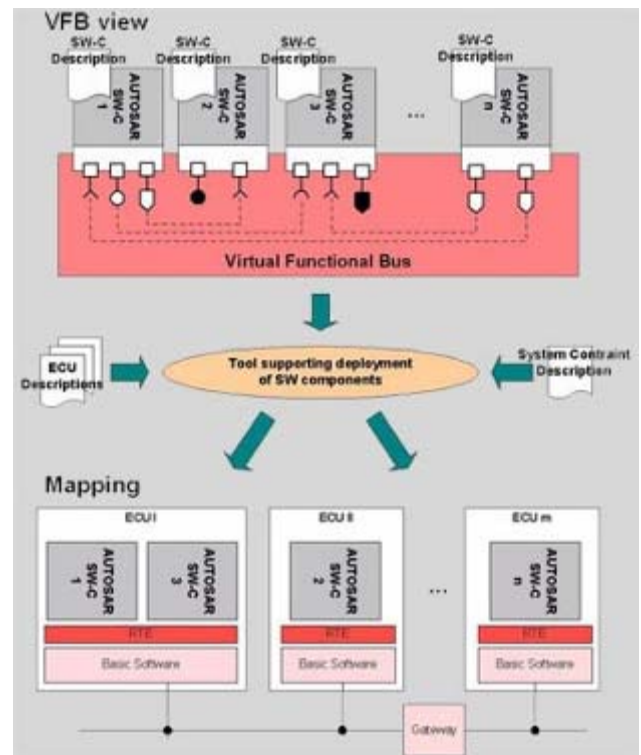 VFB view
SW-C
Description
AUTOSAR
SW-C
1
SW-C
Description
AUTOSAR
SW-C
2
SW-C
Description
AUTOSAR
SW-C
3
...
SW-C
Description
AUTOSAR
SW-C
n
Virtual Functional Bus
ECU
Descriptions
Tool supporting deployment
of SW components
System Contraint
Description
Mapping
ECU I
AUTOSAR
SW-C
1
AUTOSAR
SW-C
3
RTE
Basic Software
ECU II
AUTOSAR
SW-C
2
RTE
Basic Software
...
ECU m
AUTOSAR
SW-C
n
RTE
Basic Software
Gateway